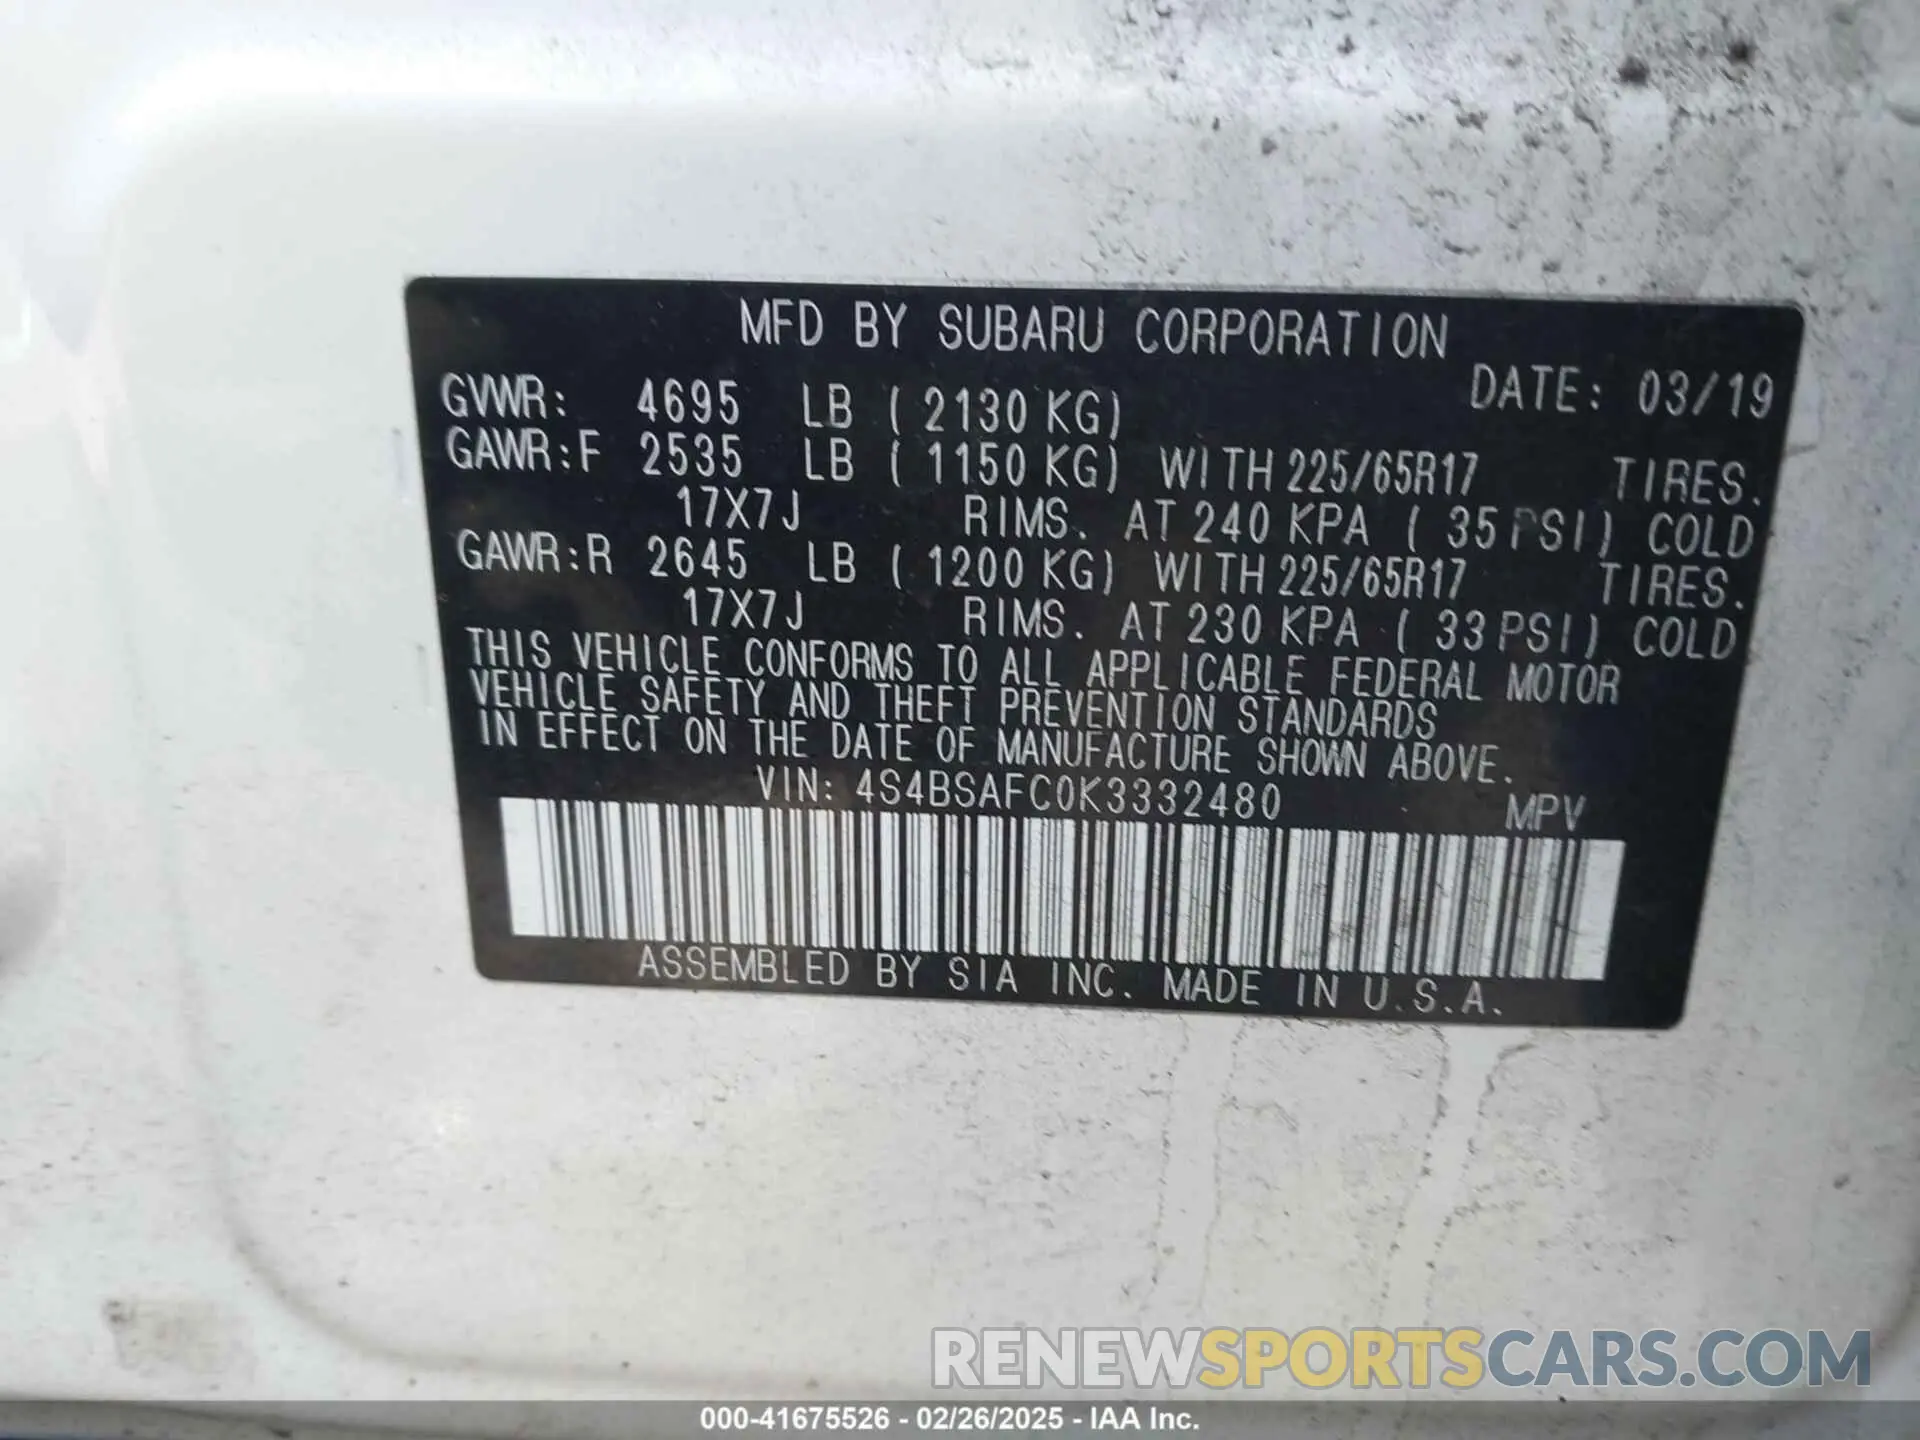 MFD BY SUBARU CORPORATION
DATE: 03/19
GVWR: 4695 LB ( 2130 KG)
GAWR:F 2535 LB ( 1150 KG) WITH 225/65R17 TIRES.
17X7J RIMS. AT 240 KPA ( 35 PSI) COLD
GAWR:R 2645 LB ( 1200 KG) WITH 225/65R17 TIRES.
17X7J RIMS. AT 230 KPA ( 33 PSI) COLD
THIS VEHICLE CONFORMS TO ALL APPLICABLE FEDERAL MOTOR
VEHICLE SAFETY AND THEFT PREVENTION STANDARDS
IN EFFECT ON THE DATE OF MANUFACTURE SHOWN ABOVE.
VIN: 4S4BSAFC0K3332480 MPV
ASSEMBLED BY SIA INC. MADE IN U.S.A.
RENEWSPORTSCARS.COM
000-41675526 - 02/26/2025 - IAA Inc.